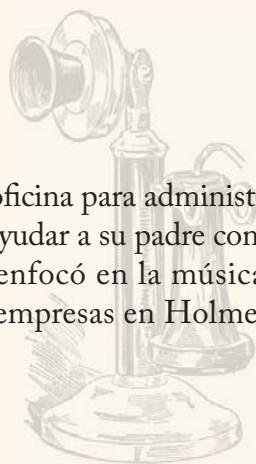 oficina para administ
yudar a su padre con
enfocó en la música
empresas en Holme